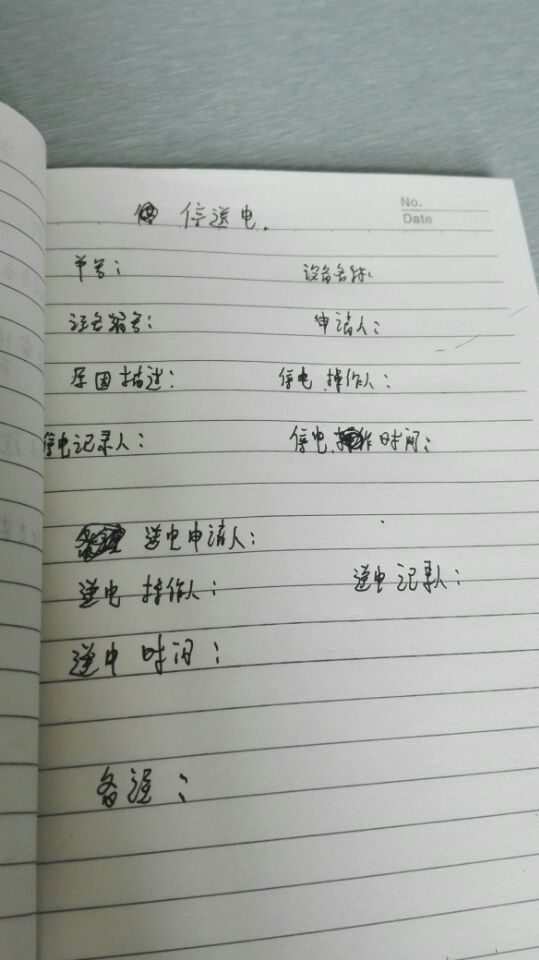 No.
Date
停送电.
单号：
设备名称：
设备编号：
申请人：
原因描述：
停电操作人：
停电记录人：
停电操作时间：
送电申请人：
送电操作人：
送电记录人：
送电时间：
备注：